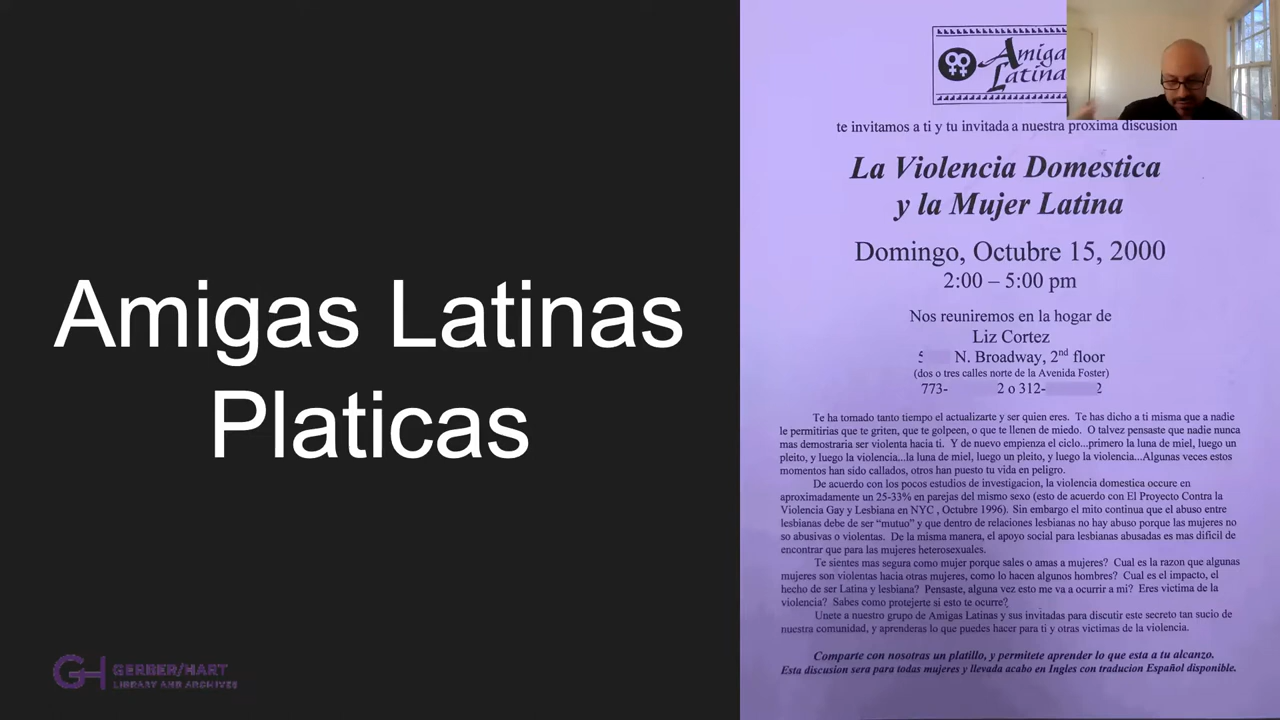 Amigas Latinas
Platicas
GERBER/HART
LIBRARY AND ARCHIVES
Amiga
Latina
te invitamos a ti y tu invitada a nuestra proxima discusion
La Violencia Domestica
y la Mujer Latina
Domingo, Octubre 15, 2000
2:00 – 5:00 pm
Nos reuniremos en la hogar de
Liz Cortez
5 N. Broadway, 2nd floor
(dos o tres calles norte de la Avenida Foster)
773- 2 o 312- 2
Te ha tomado tanto tiempo el actualizarte y ser quien eres. Te has dicho a ti misma que a nadie
le permitirias que te griten, que te golpeen, o que te llenen de miedo. O talvez pensaste que nadie nunca
mas demostraria ser violenta hacia ti. Y de nuevo empienza el ciclo...primero la luna de miel, luego un
pleito, y luego la violencia...la luna de miel, luego un pleito, y luego la violencia...Algunas veces estos
momentos han sido callados, otros han puesto tu vida en peligro.
De acuerdo con los pocos estudios de investigacion, la violencia domestica occure en
aproximadamente un 25-33% en parejas del mismo sexo (esto de acuerdo con El Proyecto Contra la
Violencia Gay y Lesbiana en NYC , Octubre 1996). Sin embargo el mito continua que el abuso entre
lesbianas debe de ser “mutuo” y que dentro de relaciones lesbianas no hay abuso porque las mujeres no
so abusivas o violentas. De la misma manera, el apoyo social para lesbianas abusadas es mas dificil de
encontrar que para las mujeres heterosexuales.
Te sientes mas segura como mujer porque sales o amas a mujeres? Cual es la razon que algunas
mujeres son violentas hacia otras mujeres, como lo hacen algunos hombres? Cual es el impacto, el
hecho de ser Latina y lesbiana? Pensaste, alguna vez esto me va a ocurrir a mi? Eres victima de la
violencia? Sabes como protejerte si esto te ocurre?
Unete a nuestro grupo de Amigas Latinas y sus invitadas para discutir este secreto tan sucio de
nuestra comunidad, y aprenderas lo que puedes hacer para ti y otras victimas de la violencia.
Comparte con nosotras un platillo, y permitete aprender lo que esta a tu alcanzo.
Esta discusion sera para todas mujeres y llevada acabo en Ingles con traducion Español disponible.